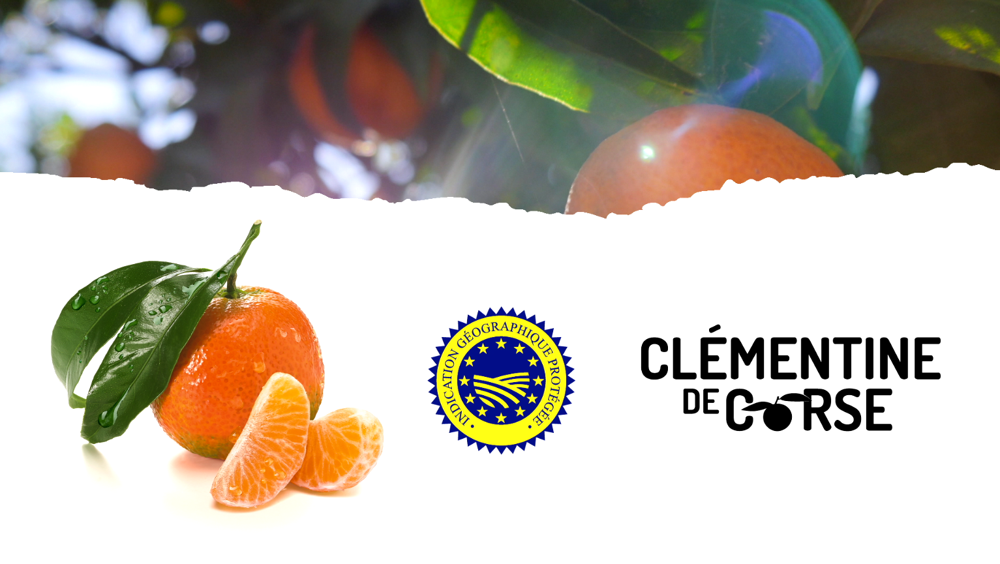 · INDICATION GÉOGRAPHIQUE PROTÉGÉE ·
CLÉMENTINE
DE CORSE